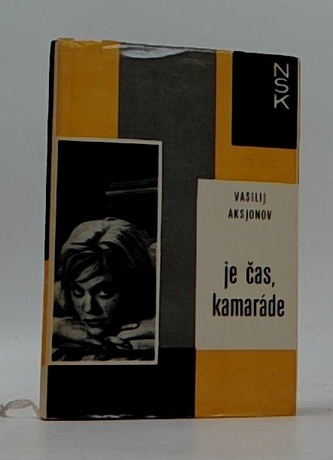 NSK
VASILIJ
AKSJONOV
je čas,
kamaráde